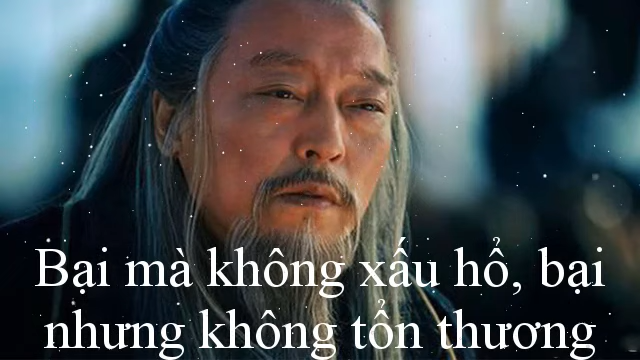 Bại mà không xấu hổ, bại
nhưng không tổn thương